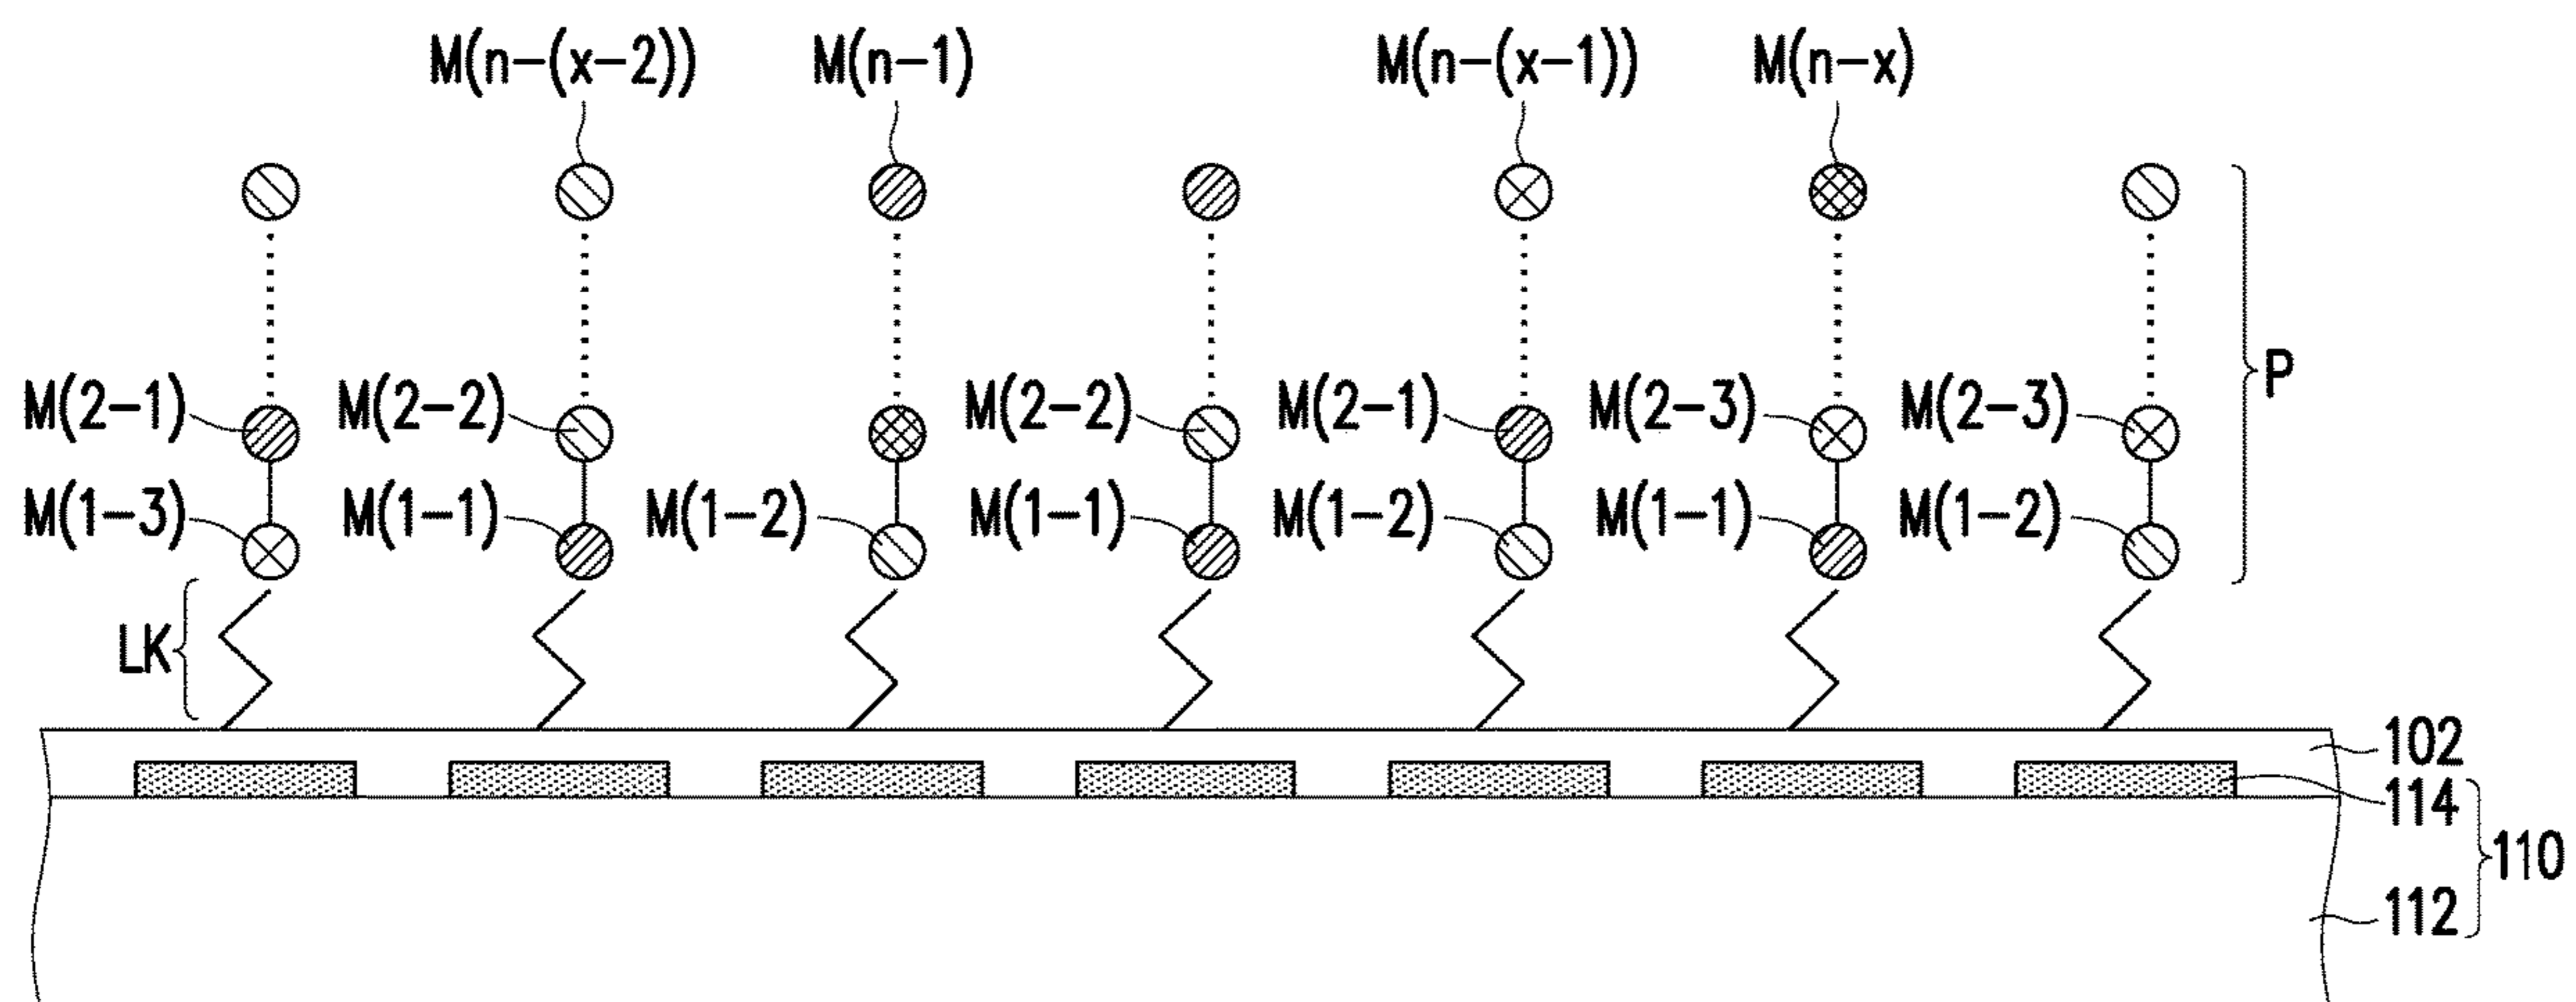 M(n-(x-2)) M(n-1) M(n-(x-1)) M(n-x)
P
M(2-1) M(2-2) M(2-2) M(2-1) M(2-3) M(2-3)
M(1-3) M(1-1) M(1-2) M(1-1) M(1-2) M(1-1) M(1-2)
LK
102
114
110
112